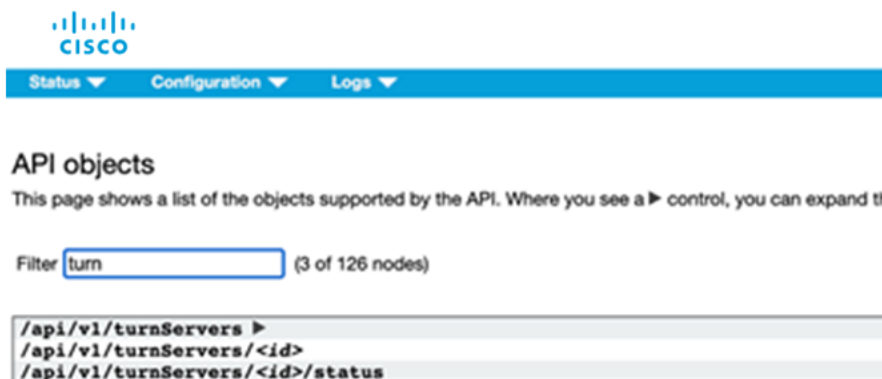 CISCO
Status Configuration Logs
API objects
This page shows a list of the objects supported by the API. Where you see a ▶ control, you can expand
Filter turn (3 of 126 nodes)
/api/v1/turnServers ▶
/api/v1/turnServers/<id>
/api/v1/turnServers/<id>/status